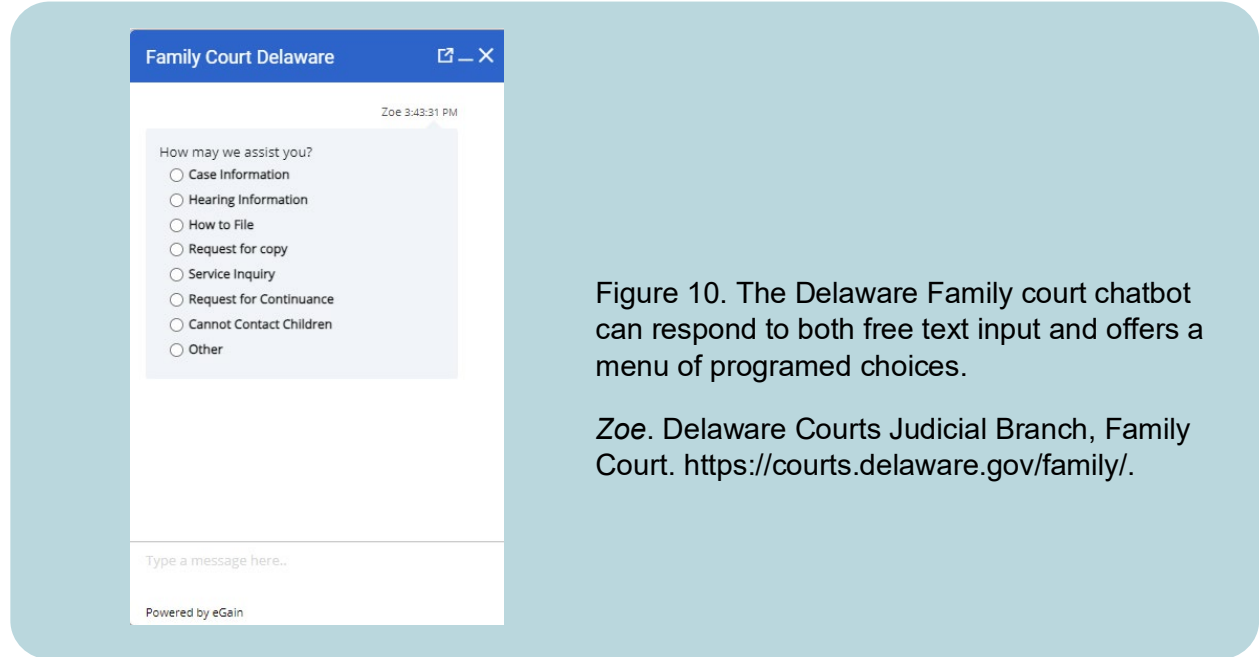 Family Court Delaware
Zoe 3:43:31 PM
How may we assist you?
Case Information
Hearing Information
How to File
Request for copy
Service Inquiry
Request for Continuance
Cannot Contact Children
Other
Type a message here..
Powered by eGain
Figure 10. The Delaware Family court chatbot
can respond to both free text input and offers a
menu of programed choices.
Zoe. Delaware Courts Judicial Branch, Family
Court. https://courts.delaware.gov/family/.